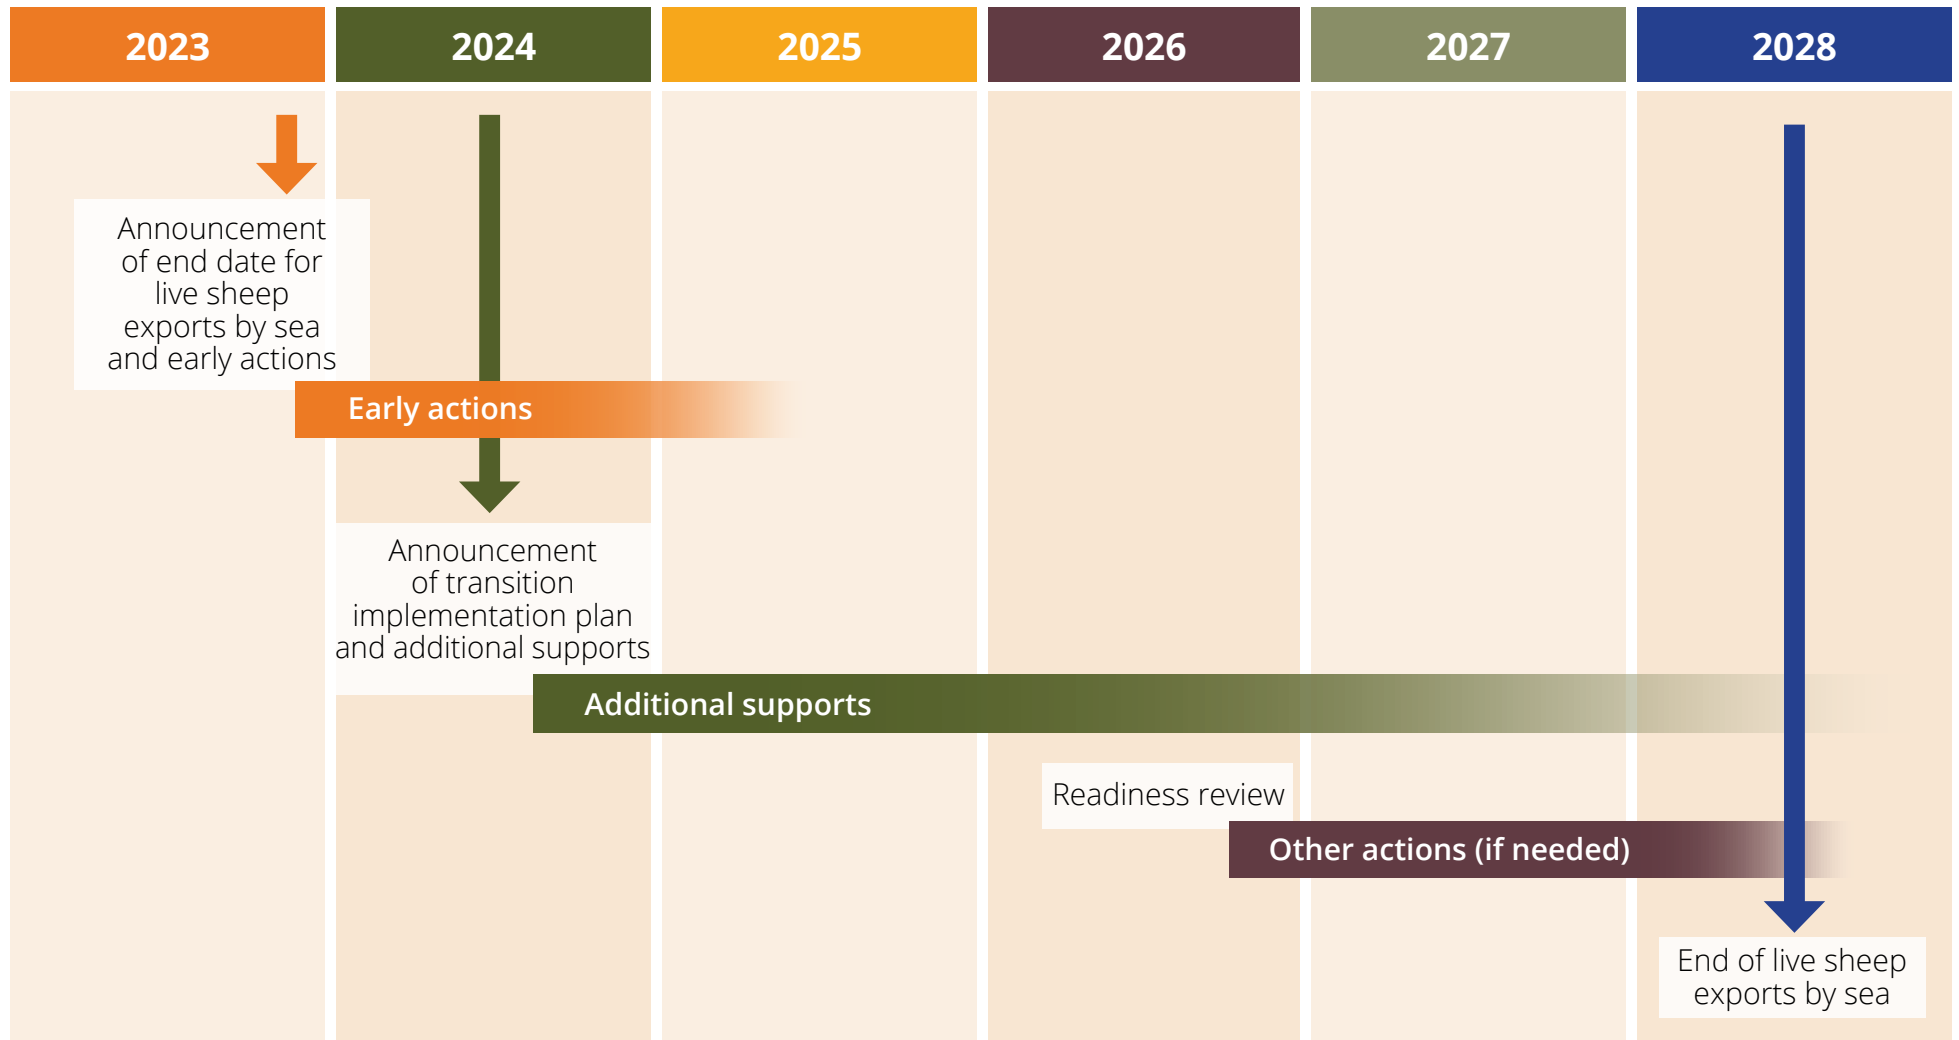 2023
2024
2025
2026
2027
2028
Announcement
of end date for
live sheep
exports by sea
and early actions
Early actions
Announcement
of transition
implementation plan
and additional supports
Additional supports
Readiness review
Other actions (if needed)
End of live sheep
exports by sea